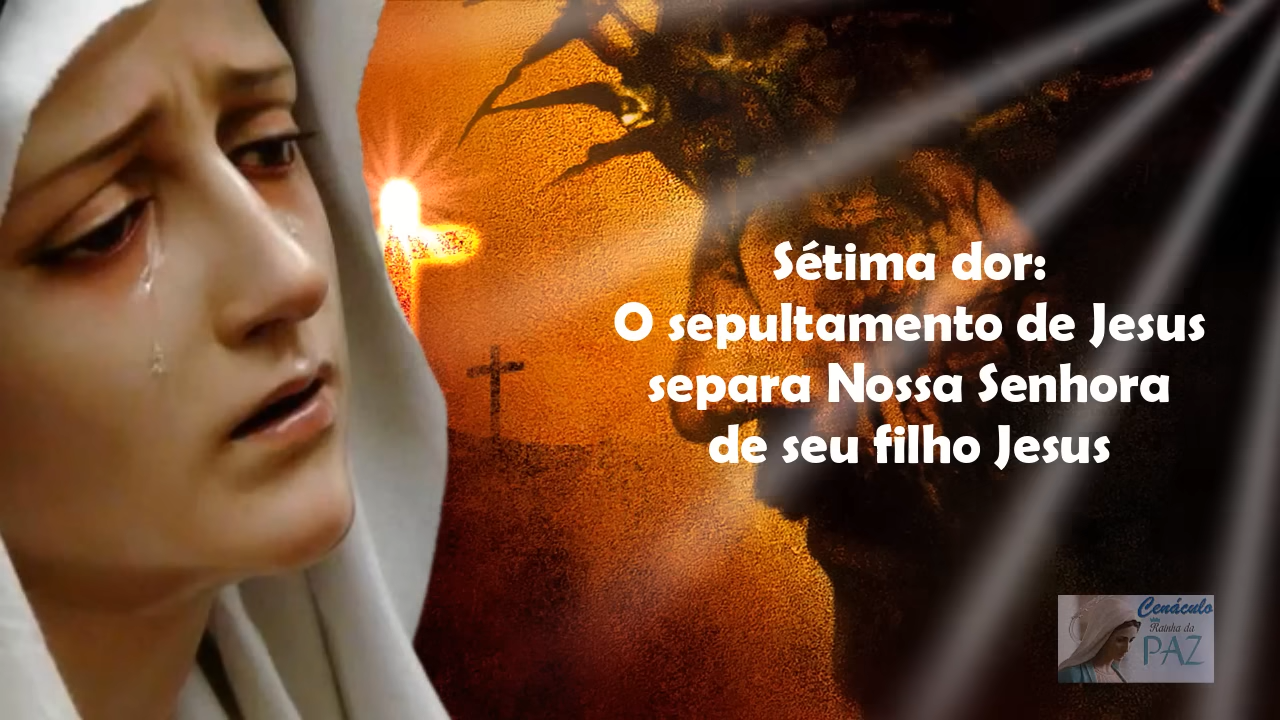 Sétima dor:
O sepultamento de Jesus
separa Nossa Senhora
de seu filho Jesus
Cenáculo
Rainha da
PAZ